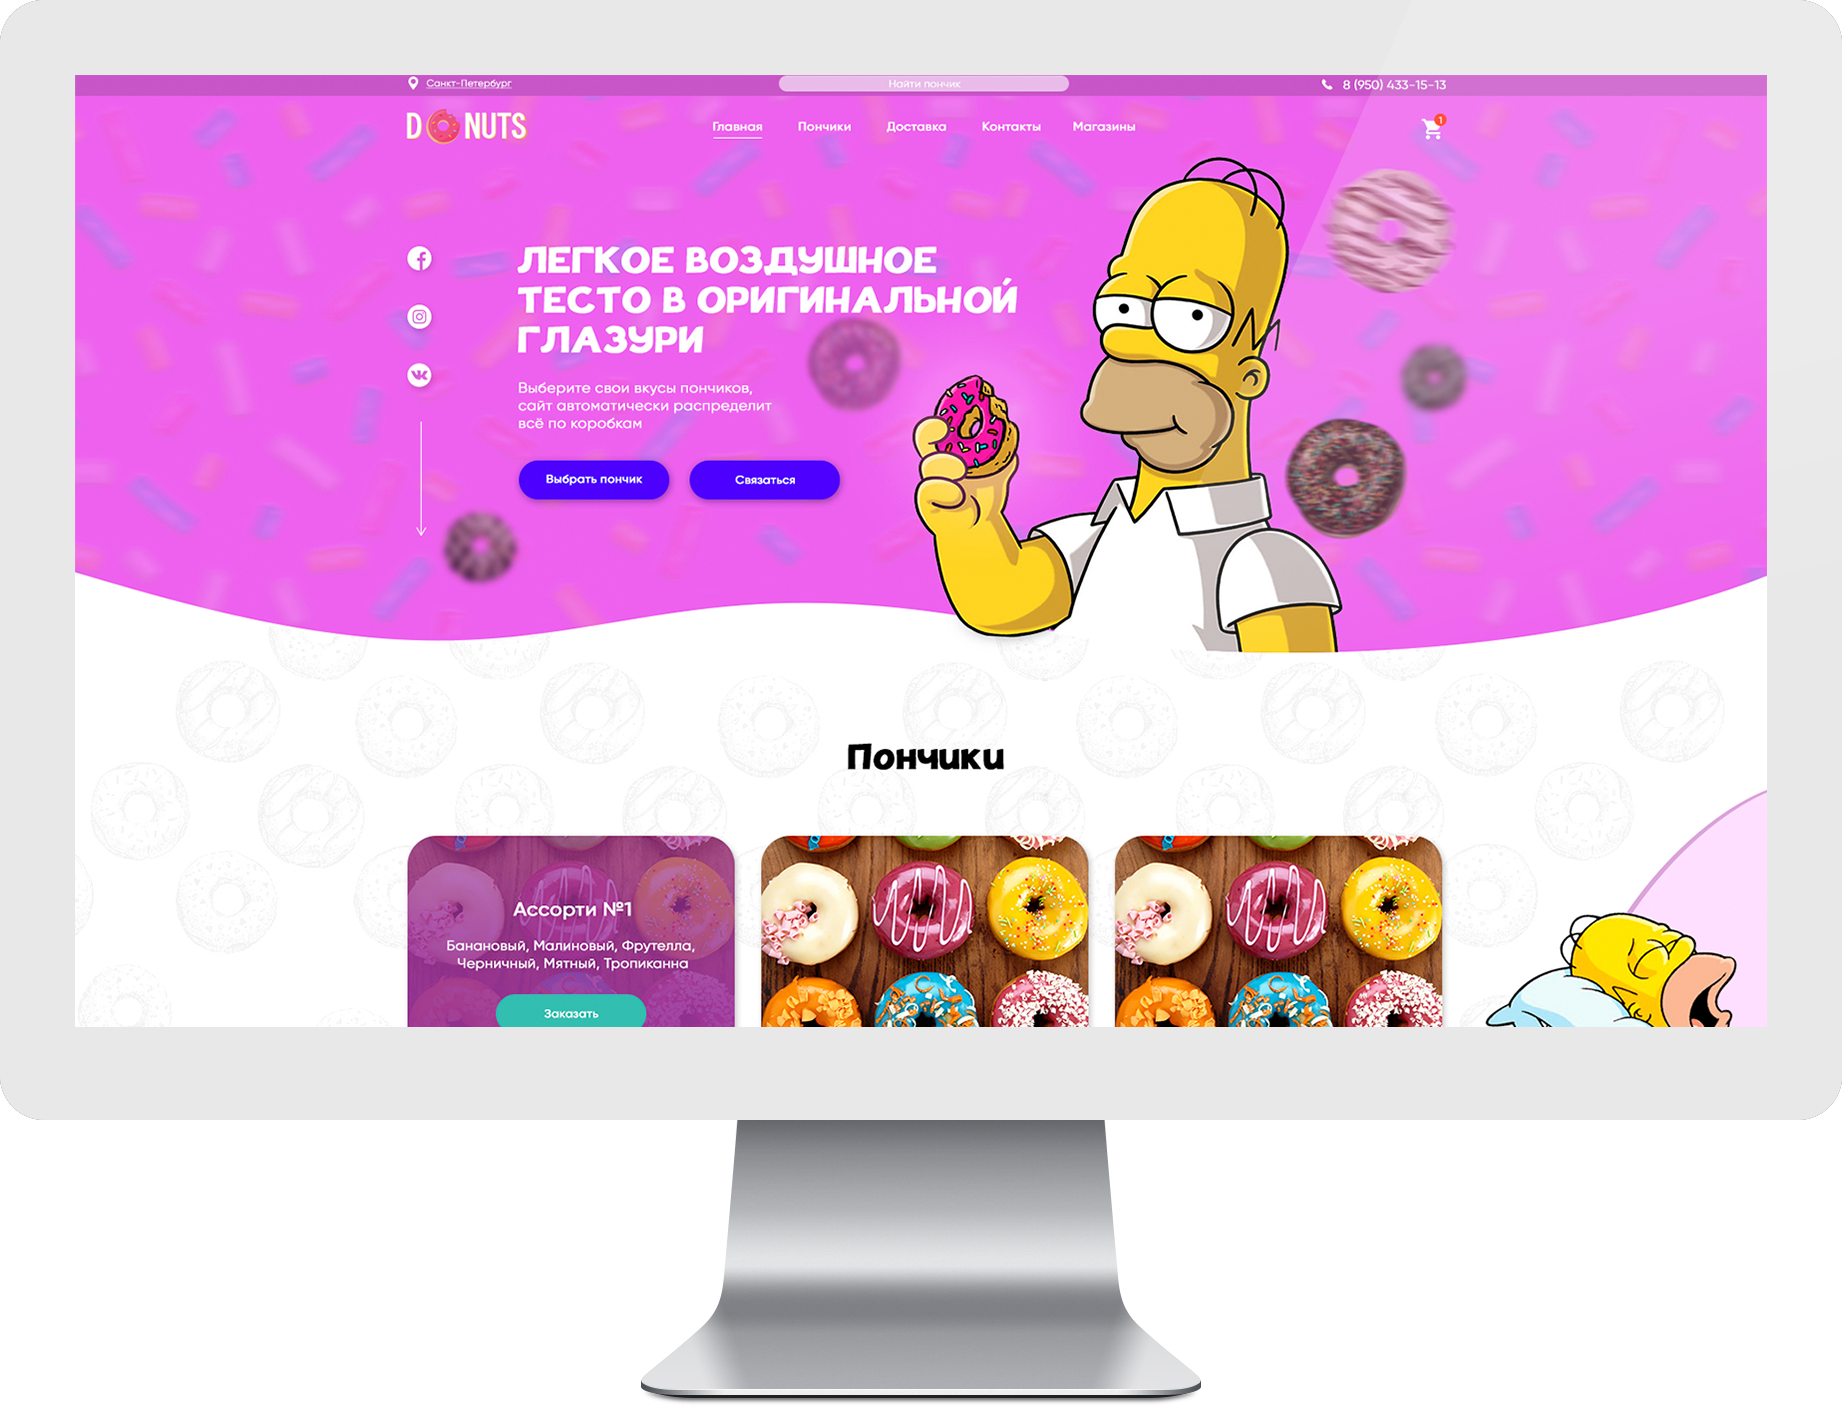 Санкт-Петербург
Найти пончик
8 (950) 433-15-13
DONUTS
Главная Пончики Доставка Контакты Магазины
1
ЛЕГКОЕ ВОЗДУШНОЕ
ТЕСТО В ОРИГИНАЛЬНОЙ
ГЛАЗУРИ
Выберите свои вкусы пончиков,
сайт автоматически распределит
всё по коробкам
Выбрать пончик
Связаться
Пончики
Ассорти №1
Банановый, Малиновый, Фрутелла,
Черничный, Мятный, Тропиканна
Заказать